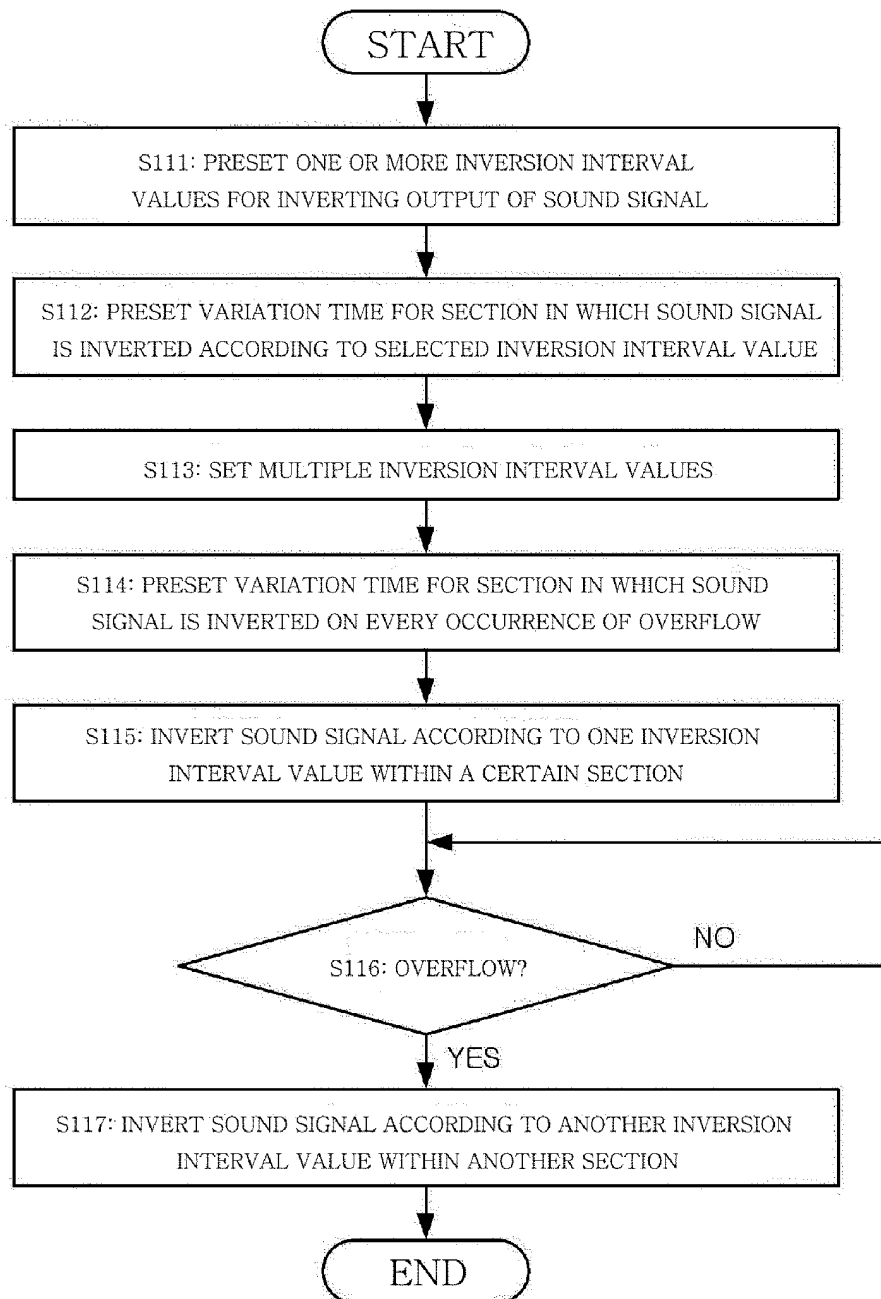 START
S111: PRESET ONE OR MORE INVERSION INTERVAL
VALUES FOR INVERTING OUTPUT OF SOUND SIGNAL
S112: PRESET VARIATION TIME FOR SECTION IN WHICH SOUND SIGNAL
IS INVERTED ACCORDING TO SELECTED INVERSION INTERVAL VALUE
S113: SET MULTIPLE INVERSION INTERVAL VALUES
S114: PRESET VARIATION TIME FOR SECTION IN WHICH SOUND
SIGNAL IS INVERTED ON EVERY OCCURRENCE OF OVERFLOW
S115: INVERT SOUND SIGNAL ACCORDING TO ONE INVERSION
INTERVAL VALUE WITHIN A CERTAIN SECTION
NO
S116: OVERFLOW?
YES
S117: INVERT SOUND SIGNAL ACCORDING TO ANOTHER INVERSION
INTERVAL VALUE WITHIN ANOTHER SECTION
END